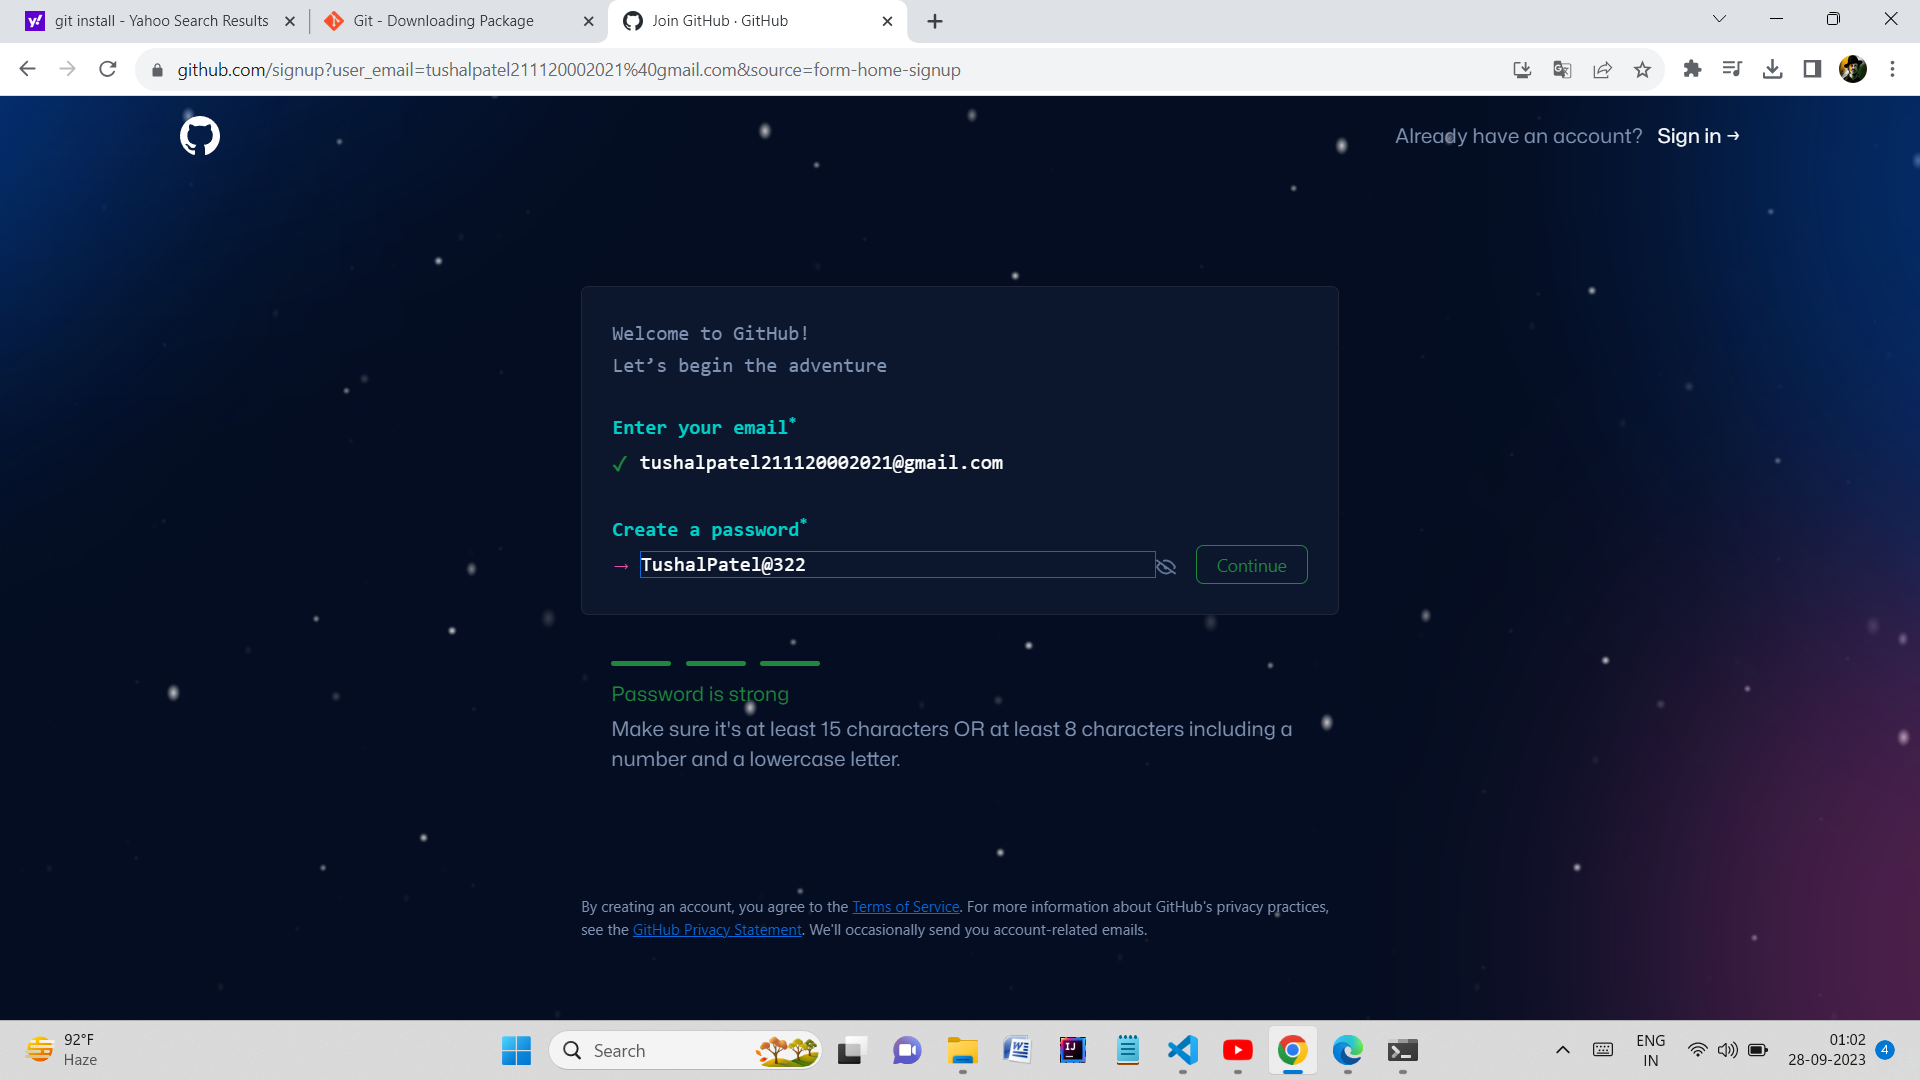 git install - Yahoo Search Results
Git - Downloading Package
Join GitHub · GitHub
github.com/signup?user_email=tushalpatel211120002021%40gmail.com&source=form-home-signup
Already have an account? Sign in →
Welcome to GitHub!
Let’s begin the adventure
Enter your email*
✓ tushalpatel211120002021@gmail.com
Create a password*
→ TushalPatel@322
Continue
Password is strong
Make sure it's at least 15 characters OR at least 8 characters including a
number and a lowercase letter.
By creating an account, you agree to the Terms of Service. For more information about GitHub's privacy practices,
see the GitHub Privacy Statement. We'll occasionally send you account-related emails.
92°F
Haze
Search
ENG
IN
01:02
28-09-2023
4